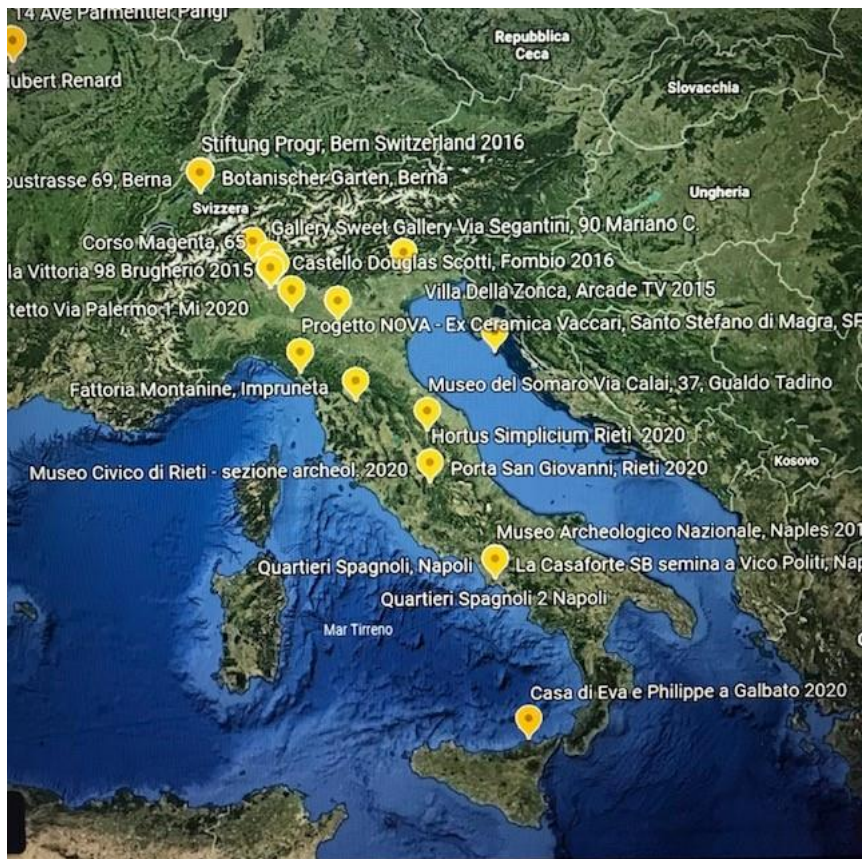 14 Ave Parmentier Parigi
Hubert Renard
Repubblica
Ceca
Slovacchia
Stiftung Progr, Bern Switzerland 2016
oustrasse 69, Berna
Botanischer Garten, Berna
Ungheria
Svizzera
Gallery Sweet Gallery Via Segantini, 90 Mariano C.
Corso Magenta, 65
la Vittoria 98 Brugherio 2015
Castello Douglas Scotti, Fombio 2016
Villa Della Zonca, Arcade TV 2015
tetto Via Palermo 1 Mi 2020
Progetto NOVA - Ex Ceramica Vaccari, Santo Stefano di Magra, SP
Fattoria Montanine, Impruneta
Museo del Somaro Via Calai, 37, Gualdo Tadino
Hortus Simplicium Rieti 2020
Kosovo
Museo Civico di Rieti - sezione archeol, 2020
Porta San Giovanni, Rieti 2020
Museo Archeologico Nazionale, Naples 201
Quartieri Spagnoli, Napoli
La Casaforte SB semina a Vico Politi, Nap
Quartieri Spagnoli 2 Napoli
Mar Tirreno
Casa di Eva e Philippe a Galbato 2020